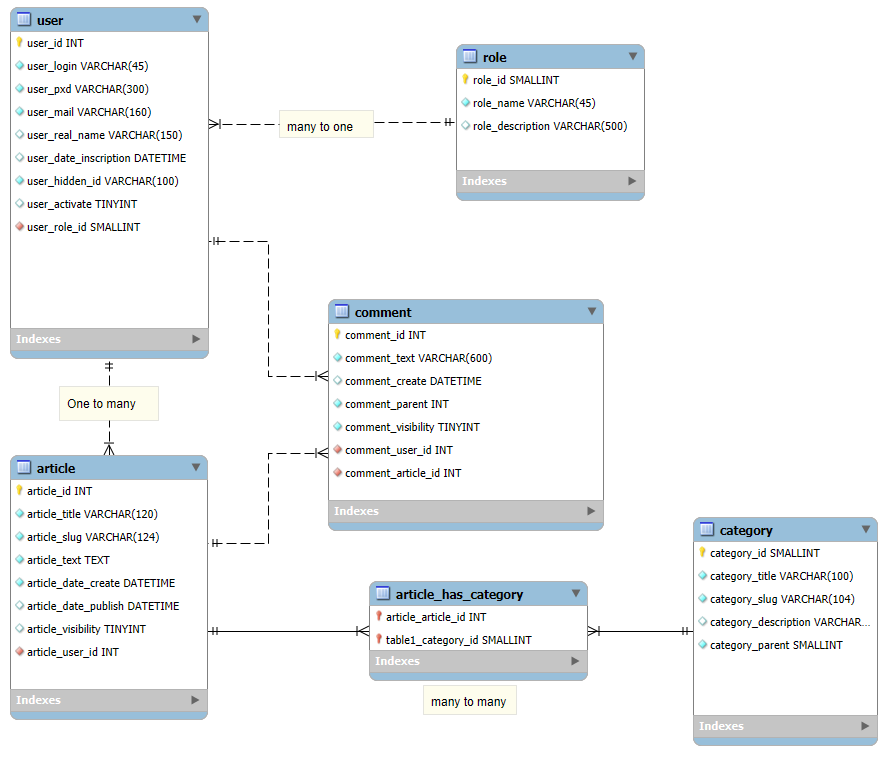 user
user_id INT
user_login VARCHAR(45)
user_pxd VARCHAR(300)
user_mail VARCHAR(160)
user_real_name VARCHAR(150)
user_date_inscription DATETIME
user_hidden_id VARCHAR(100)
user_activate TINYINT
user_role_id SMALLINT
Indexes
many to one
role
role_id SMALLINT
role_name VARCHAR(45)
role_description VARCHAR(500)
Indexes
One to many
comment
comment_id INT
comment_text VARCHAR(600)
comment_create DATETIME
comment_parent INT
comment_visibility TINYINT
comment_user_id INT
comment_article_id INT
Indexes
article
article_id INT
article_title VARCHAR(120)
article_slug VARCHAR(124)
article_text TEXT
article_date_create DATETIME
article_date_publish DATETIME
article_visibility TINYINT
article_user_id INT
Indexes
article_has_category
article_article_id INT
table1_category_id SMALLINT
Indexes
many to many
category
category_id SMALLINT
category_title VARCHAR(100)
category_slug VARCHAR(104)
category_description VARCHAR...
category_parent SMALLINT
Indexes